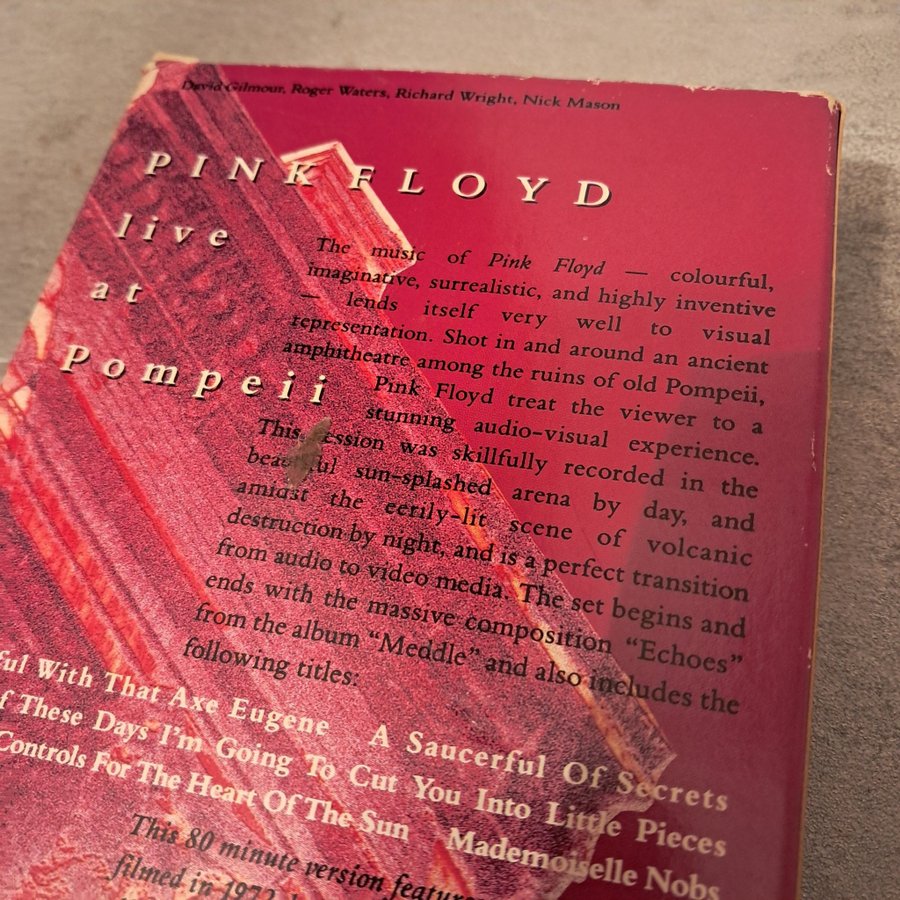 David Gilmour, Roger Waters, Richard Wright, Nick Mason
PINK FLOYD
live
at
Pompeii
The music of Pink Floyd — colourful,
imaginative, surrealistic, and highly inventive
— lends itself very well to visual
representation. Shot in and around an ancient
amphitheatre among the ruins of old Pompeii,
Pink Floyd treat the viewer to a
stunning audio-visual experience.
This ession was skillfully recorded in the
beautiful sun-splashed arena by day, and
amidst the eerily-lit scene of volcanic
destruction by night, and is a perfect transition
from audio to video media. The set begins and
ends with the massive composition “Echoes”
from the album “Meddle” and also includes the
following titles:
ful With That Axe Eugene A Saucerful Of Secrets
f These Days I'm Going To Cut You Into Little Pieces
Controls For The Heart Of The Sun Mademoiselle Nobs
This 80 minute version feature
filmed in 1972